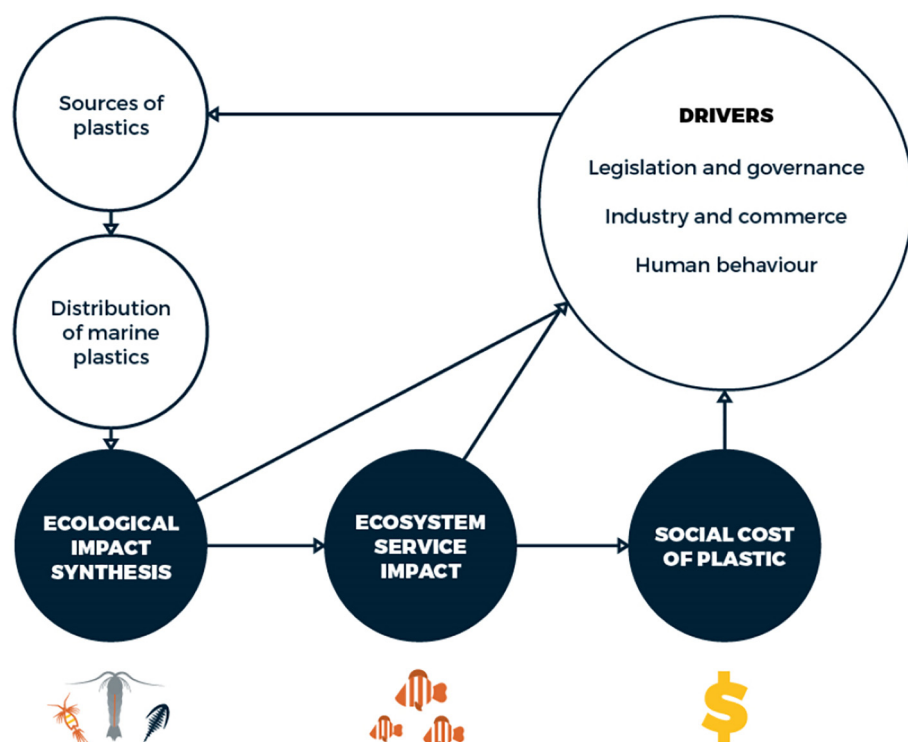 Sources of
plastics
DRIVERS
Legislation and governance
Industry and commerce
Human behaviour
Distribution
of marine
plastics
ECOLOGICAL
IMPACT
SYNTHESIS
ECOSYSTEM
SERVICE
IMPACT
SOCIAL COST
OF PLASTIC
$